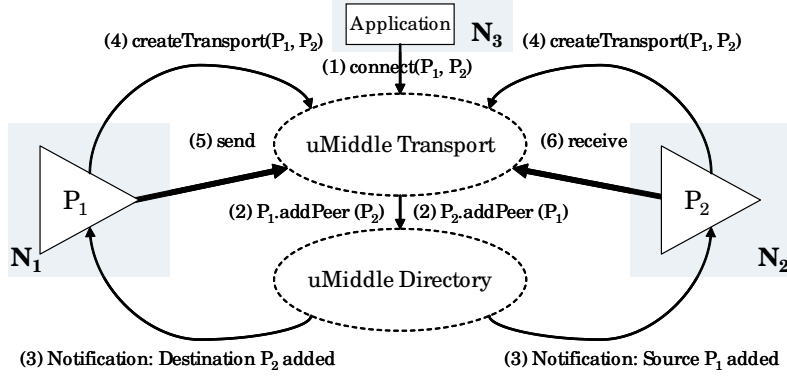 Application
N3
(4) createTransport(P1, P2)
(4) createTransport(P1, P2)
(1) connect(P1, P2)
(5) send
uMiddle Transport
(6) receive
P1
P2
(2) P1.addPeer (P2)
(2) P2.addPeer (P1)
N1
N2
uMiddle Directory
(3) Notification: Destination P2 added
(3) Notification: Source P1 added